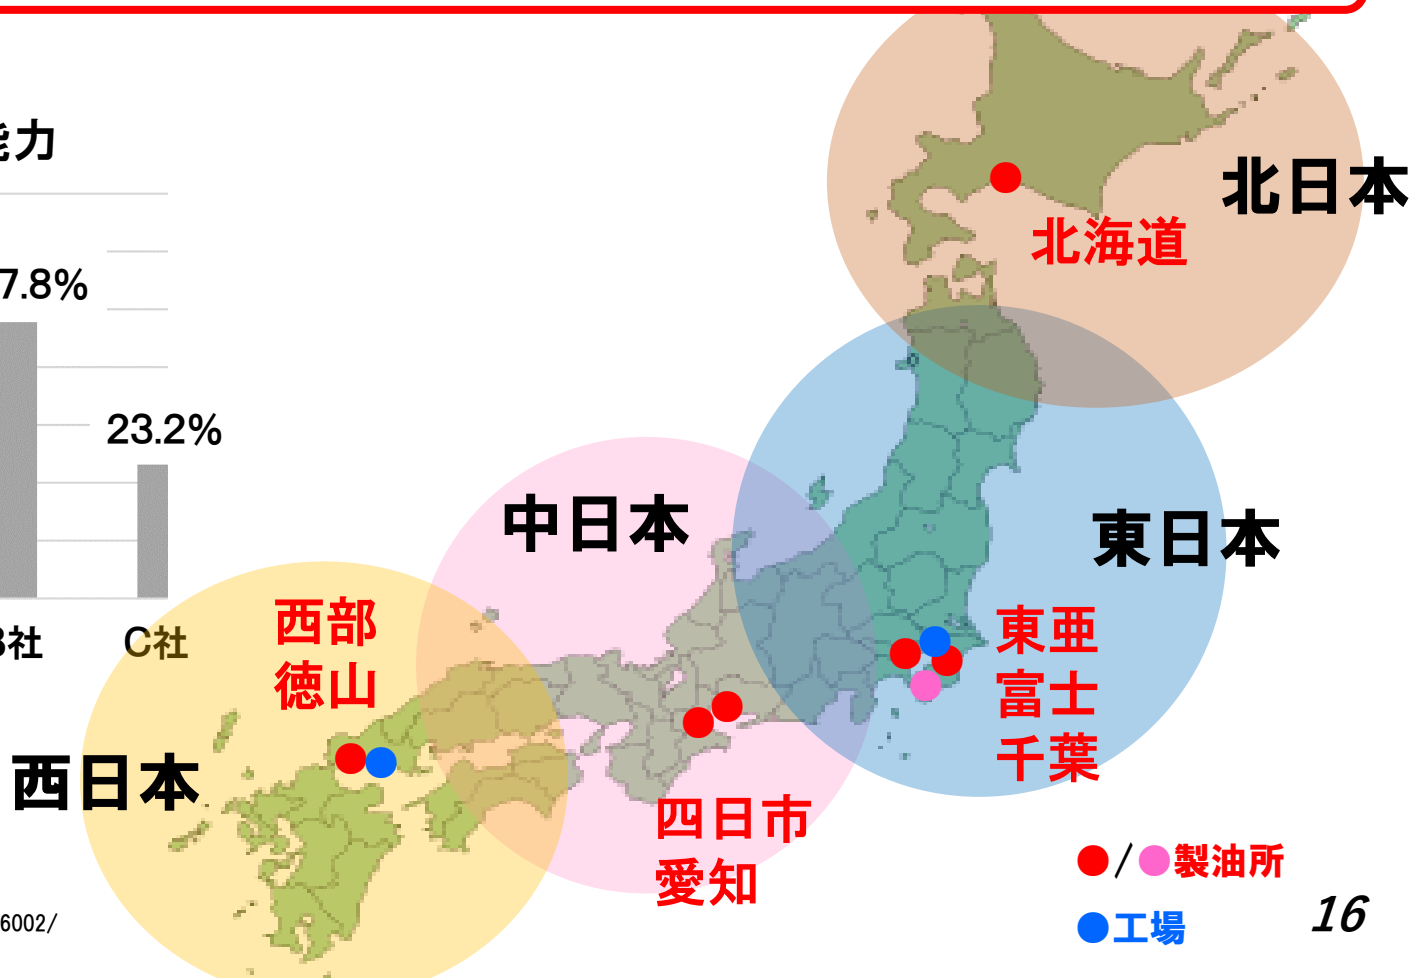 能力
7.8%
23.2%
B社
C社
北日本
北海道
中日本
東日本
西部
徳山
東亜
富士
千葉
西日本
四日市
愛知
●/●製油所
●工場
6002/
16